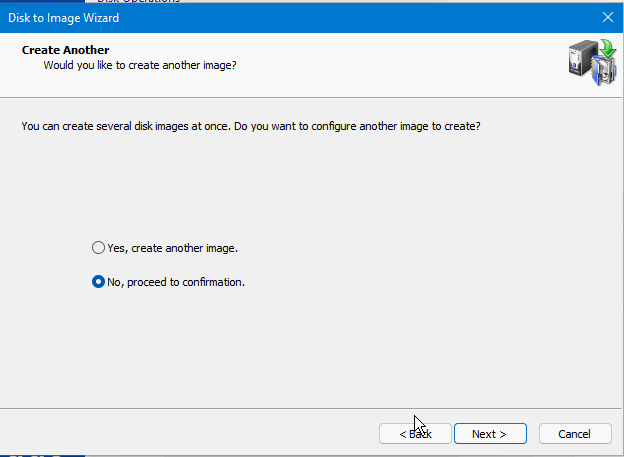 Disk Operations
Disk to Image Wizard
Create Another
Would you like to create another image?
You can create several disk images at once. Do you want to configure another image to create?
Yes, create another image.
No, proceed to confirmation.
< Back
Next >
Cancel